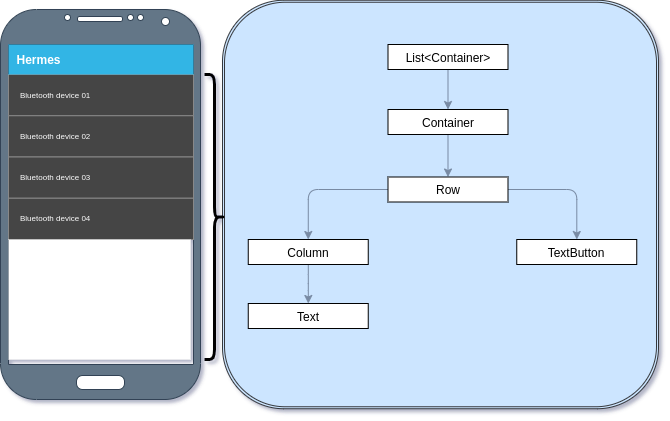 Hermes
Bluetooth device 01
Bluetooth device 02
Bluetooth device 03
Bluetooth device 04
List<Container>
Container
Row
Column
TextButton
Text